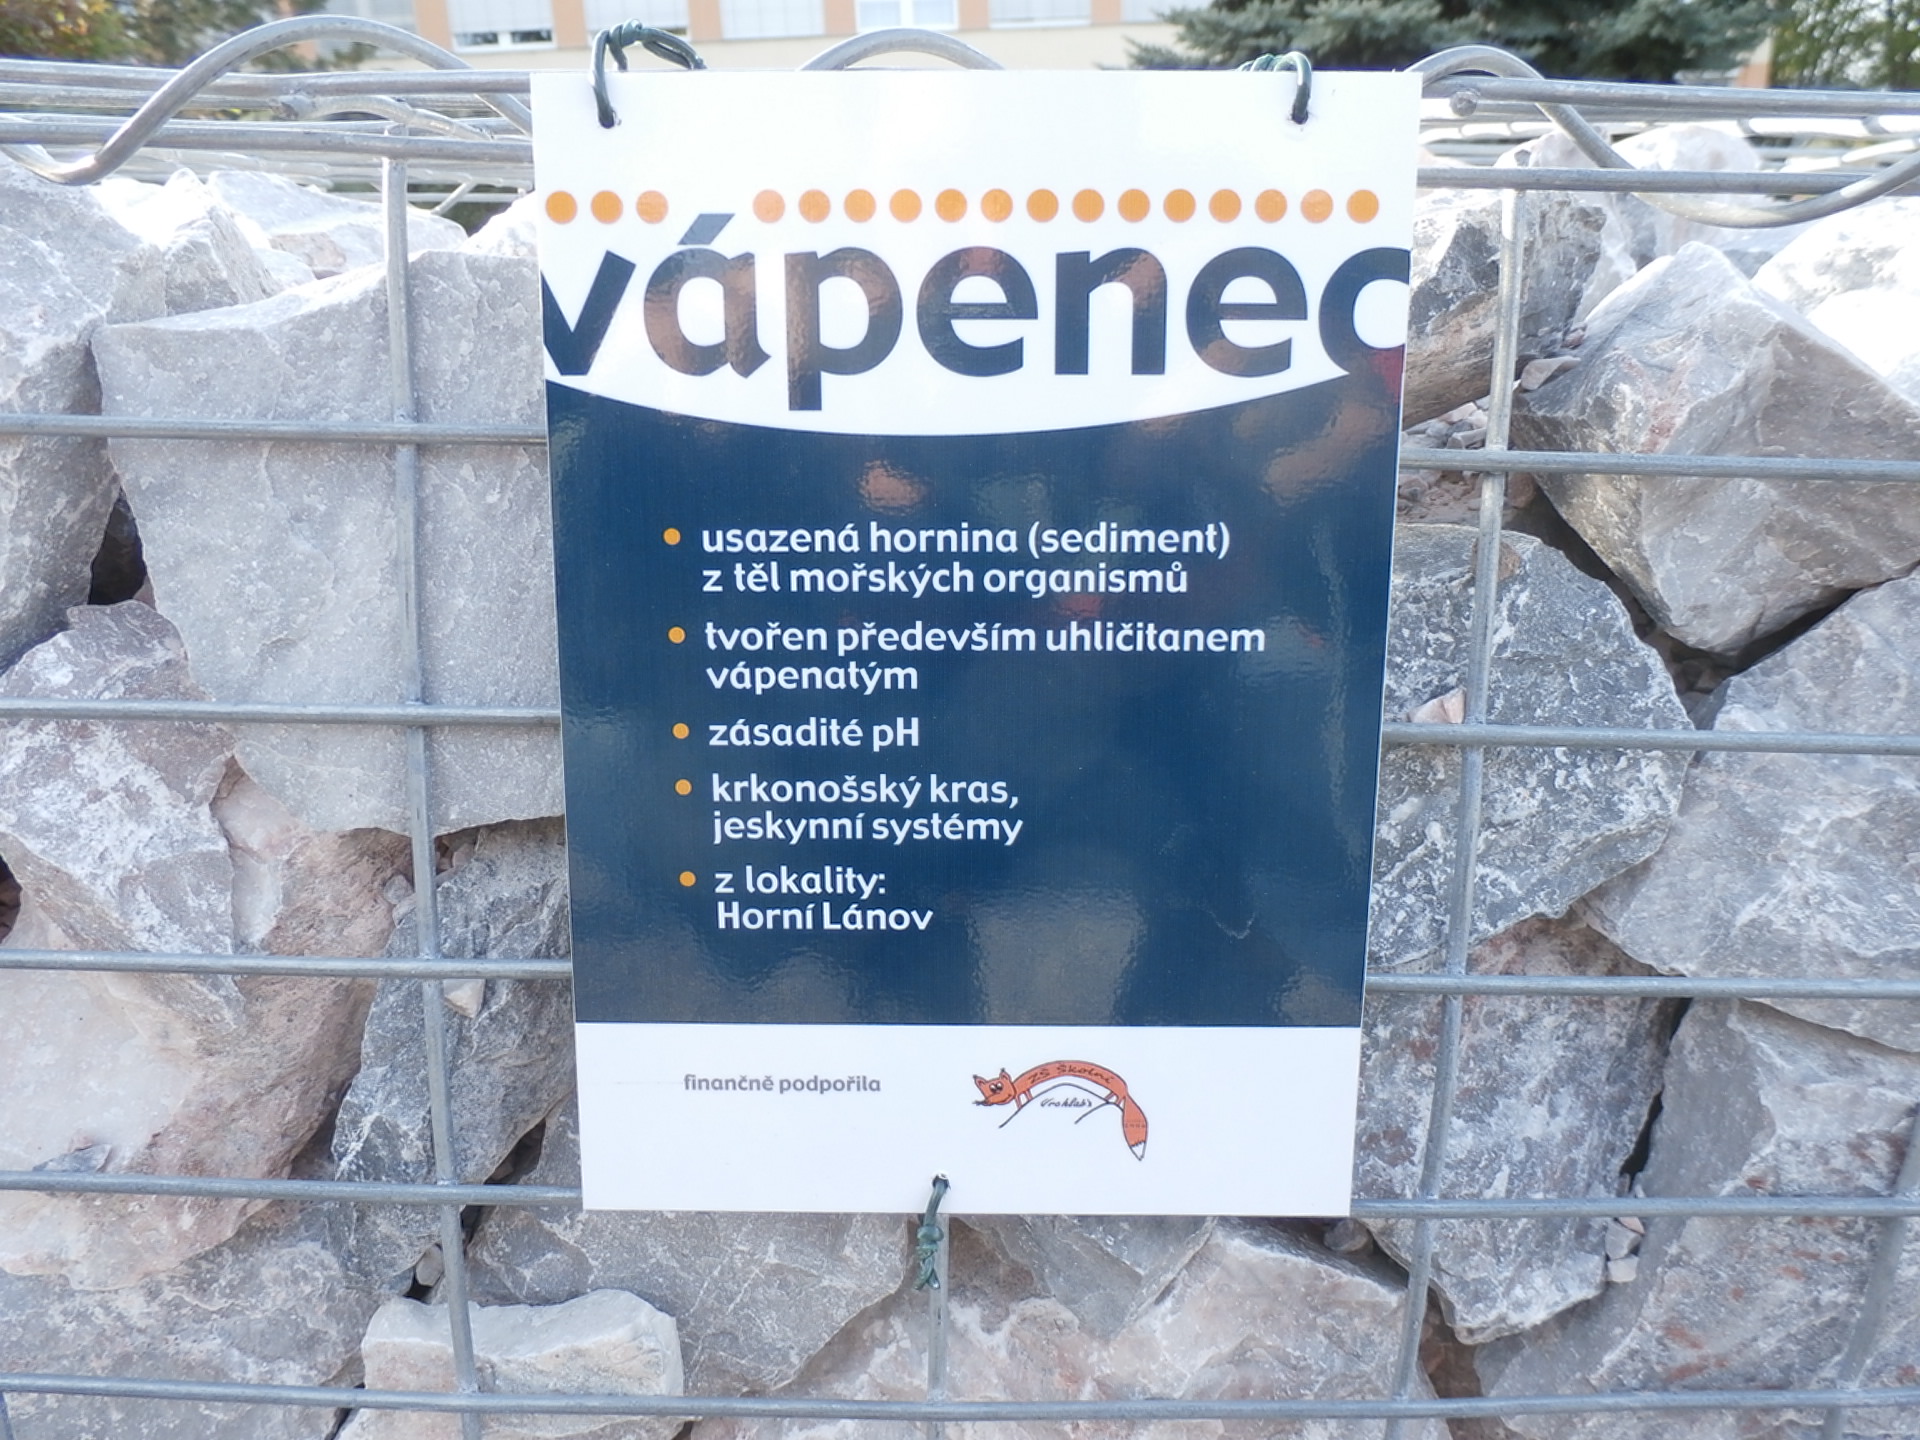 vápenec
usazená hornina (sediment)
z těl mořských organismů
tvořen především uhličitanem
vápenatým
zásadité pH
krkonošský kras,
jeskynní systémy
z lokality:
Horní Lánov
finančně podpořila
ZŠ Školní
Vrchlabí